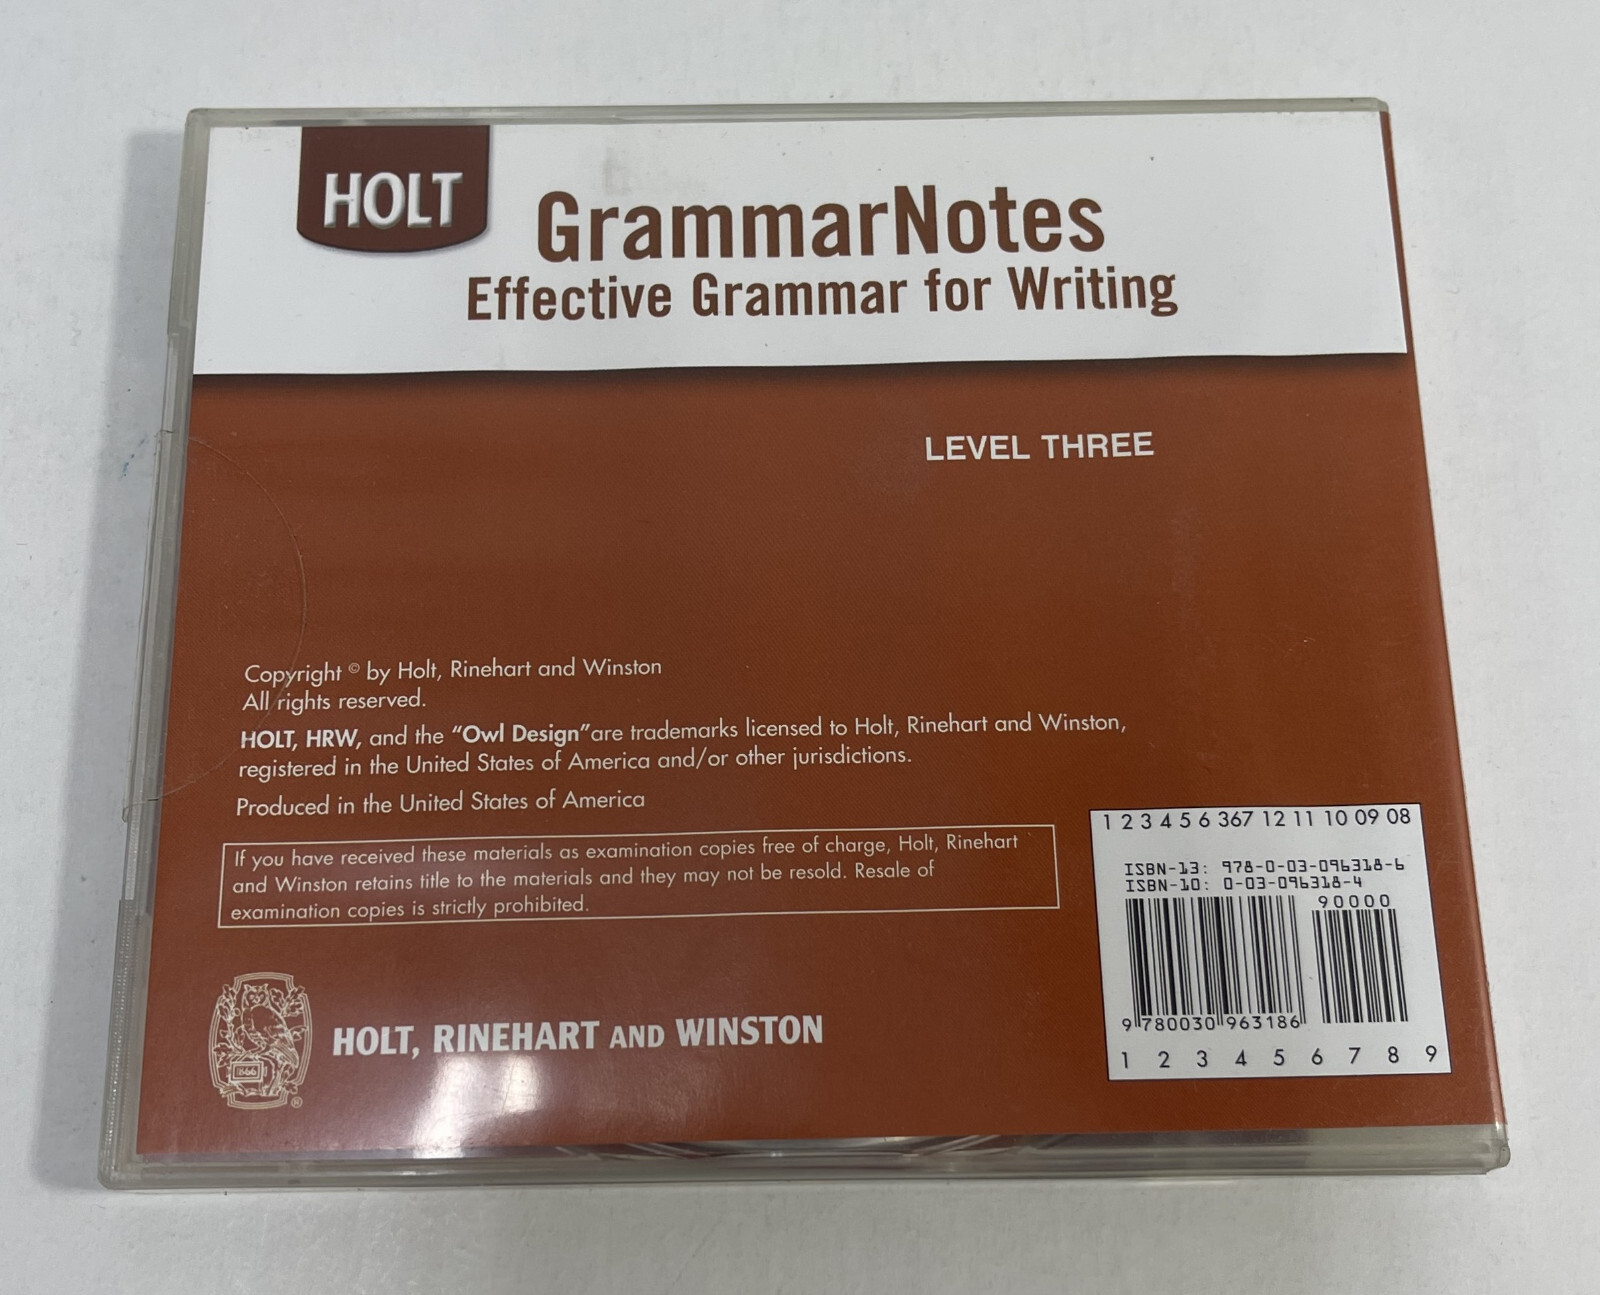 HOLT
GrammarNotes
Effective Grammar for Writing
LEVEL THREE
Copyright © by Holt, Rinehart and Winston
All rights reserved.
HOLT, HRW, and the “Owl Design”are trademarks licensed to Holt, Rinehart and Winston,
registered in the United States of America and/or other jurisdictions.
Produced in the United States of America
If you have received these materials as examination copies free of charge, Holt, Rinehart
and Winston retains title to the materials and they may not be resold. Resale of
examination copies is strictly prohibited.
1866
®
HOLT, RINEHART AND WINSTON
1 2 3 4 5 6 367 12 11 10 09 08
ISBN-13: 978-0-03-096318-6
ISBN-10: 0-03-096318-4
90000
9 780030 963186
1 2 3 4 5 6 7 8 9